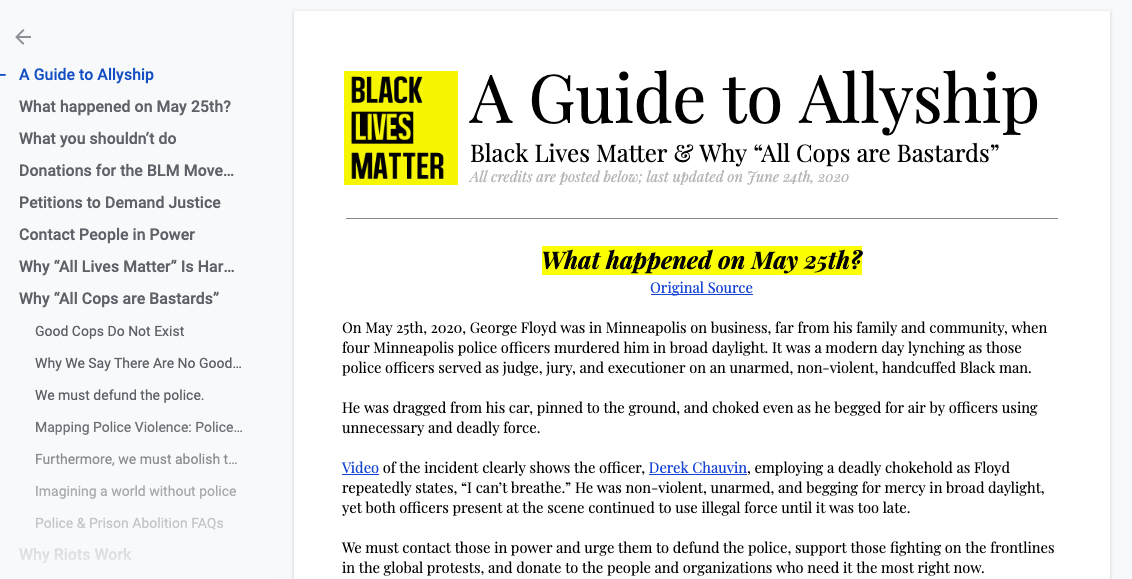 A Guide to Allyship
What happened on May 25th?
What you shouldn’t do
Donations for the BLM Move…
Petitions to Demand Justice
Contact People in Power
Why “All Lives Matter” Is Har…
Why “All Cops are Bastards”
Good Cops Do Not Exist
Why We Say There Are No Good…
We must defund the police.
Mapping Police Violence: Police…
Furthermore, we must abolish t…
Imagining a world without police
Police & Prison Abolition FAQs
Why Riots Work
BLACK
LIVES
MATTER
A Guide to Allyship
Black Lives Matter & Why “All Cops are Bastards”
All credits are posted below; last updated on June 24th, 2020
What happened on May 25th?
Original Source
On May 25th, 2020, George Floyd was in Minneapolis on business, far from his family and community, when
four Minneapolis police officers murdered him in broad daylight. It was a modern day lynching as those
police officers served as judge, jury, and executioner on an unarmed, non-violent, handcuffed Black man.
He was dragged from his car, pinned to the ground, and choked even as he begged for air by officers using
unnecessary and deadly force.
Video of the incident clearly shows the officer, Derek Chauvin, employing a deadly chokehold as Floyd
repeatedly states, “I can’t breathe.” He was non-violent, unarmed, and begging for mercy in broad daylight,
yet both officers present at the scene continued to use illegal force until it was too late.
We must contact those in power and urge them to defund the police, support those fighting on the frontlines
in the global protests, and donate to the people and organizations who need it the most right now.